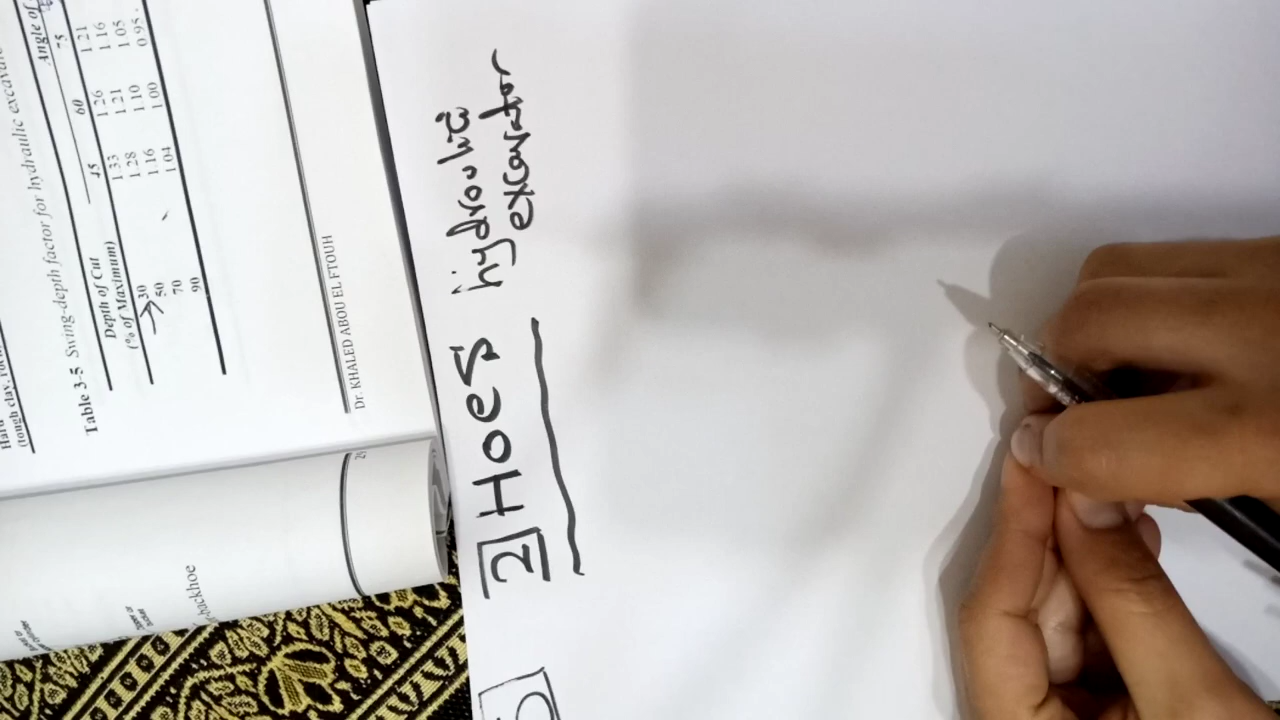 Table 3-5 Swing-depth factor for hydraulic
Angle of
Depth of Cut
(% of Maximum) 45 60 75
30 1.33 1.26 1.21
50 1.28 1.21 1.16
70 1.16 1.10 1.05
90 1.04 1.00 0.95
Dr. KHALED ABOU EL FTOUH
2 Hoes hydroulic
excavator